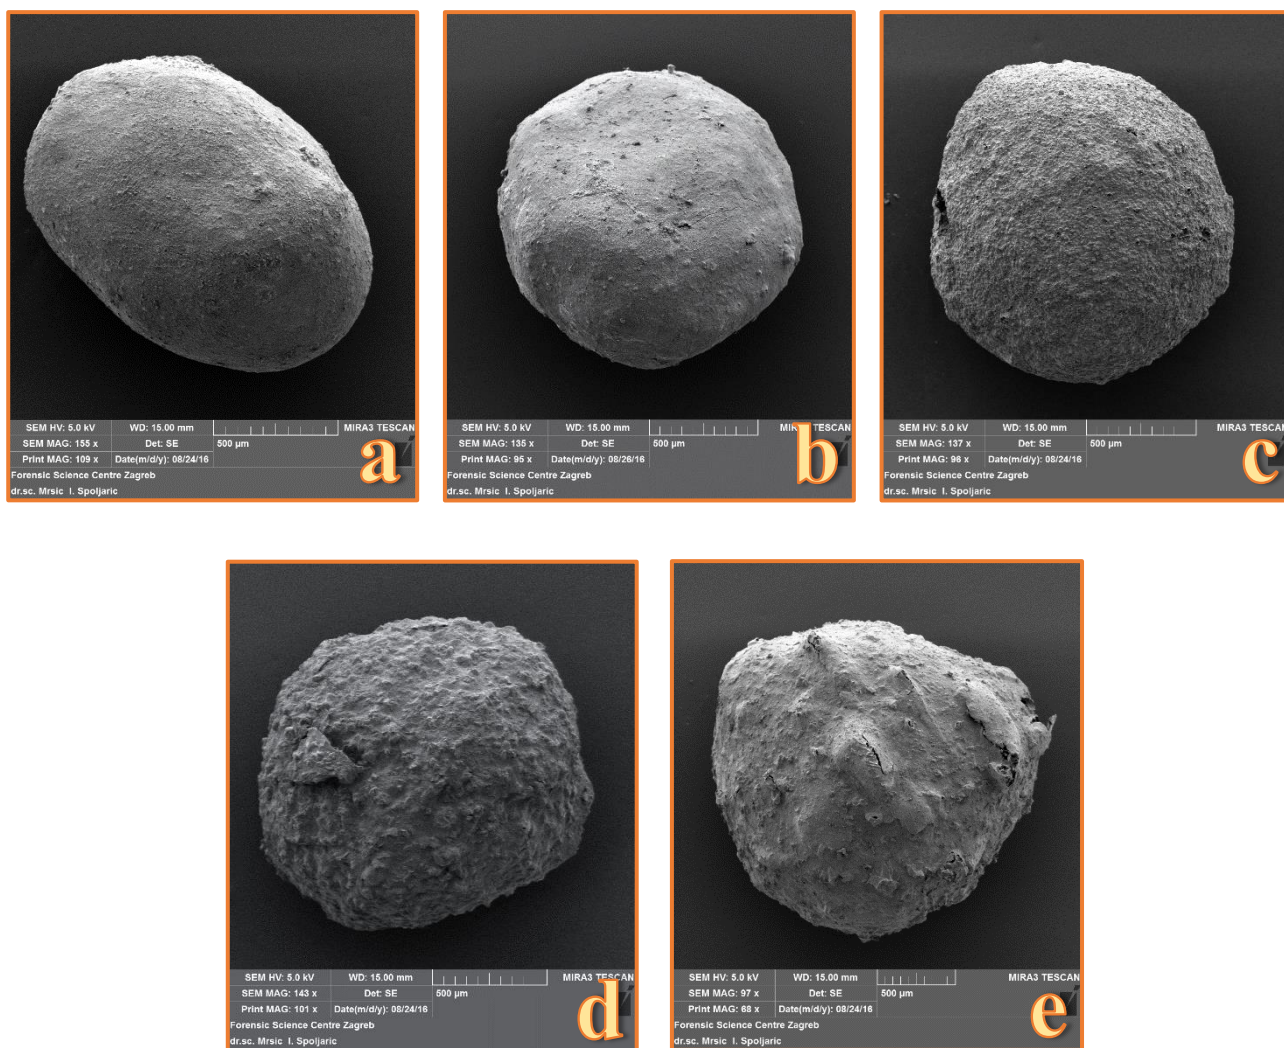 SEM HV: 5.0 kV WD: 15.00 mm MIRA3 TESCAN
SEM MAG: 155 x Det: SE 500 µm
Print MAG: 109 x Date(m/d/y): 08/24/16
Forensic Science Centre Zagreb
dr.sc. Mrsic I. Spoljaric
a
SEM HV: 5.0 kV WD: 15.00 mm MIRA3 TESCAN
SEM MAG: 135 x Det: SE 500 µm
Print MAG: 95 x Date(m/d/y): 08/26/16
Forensic Science Centre Zagreb
dr.sc. Mrsic I. Spoljaric
b
SEM HV: 5.0 kV WD: 15.00 mm MIRA3 TESCAN
SEM MAG: 137 x Det: SE 500 µm
Print MAG: 96 x Date(m/d/y): 08/24/16
Forensic Science Centre Zagreb
dr.sc. Mrsic I. Spoljaric
c
SEM HV: 5.0 kV WD: 15.00 mm MIRA3 TESCAN
SEM MAG: 143 x Det: SE 500 µm
Print MAG: 101 x Date(m/d/y): 08/24/16
Forensic Science Centre Zagreb
dr.sc. Mrsic I. Spoljaric
d
SEM HV: 5.0 kV WD: 15.00 mm MIRA3 TESCAN
SEM MAG: 97 x Det: SE 500 µm
Print MAG: 68 x Date(m/d/y): 08/24/16
Forensic Science Centre Zagreb
dr.sc. Mrsic I. Spoljaric
e